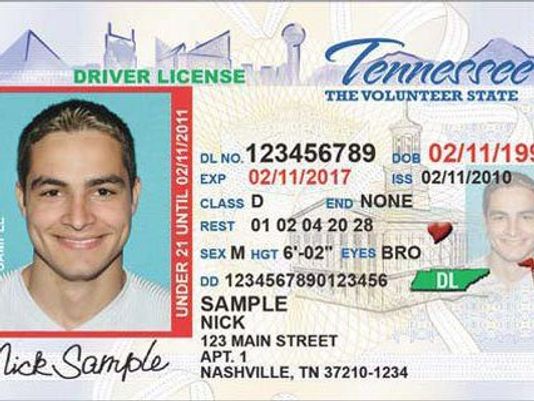 DRIVER LICENSE
Tennessee
THE VOLUNTEER STATE
DL NO. 123456789 DOB 02/11/199
EXP 02/11/2017 ISS 02/11/2010
CLASS D END NONE
REST 01 02 04 20 28
SEX M HGT 6'-02" EYES BRO
DD 1234567890123456
DL
SAMPLE
NICK
123 MAIN STREET
APT. 1
NASHVILLE, TN 37210-1234
UNDER 21 UNTIL 02/11/2011
SAMPLE
Nick Sample